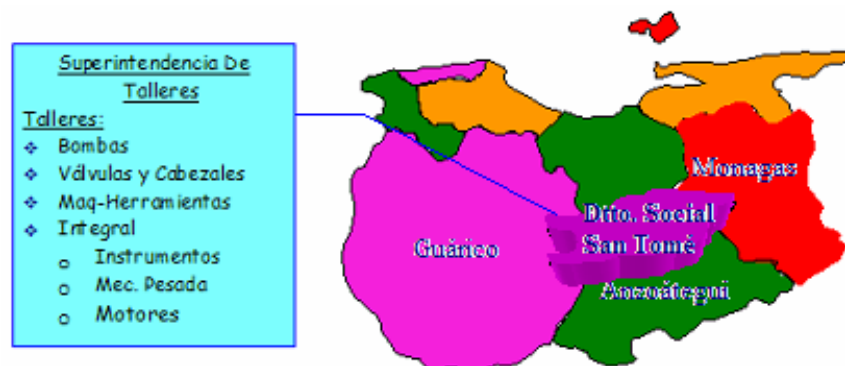 Superintendencia De
Talleres
Talleres:
Bombas
Válvulas y Cabezales
Maq-Herramientas
Integral
Instrumentos
Mec. Pesada
Motores
Monagas
Dtto. Social
San Tomé
Guárico
Anzoátegui